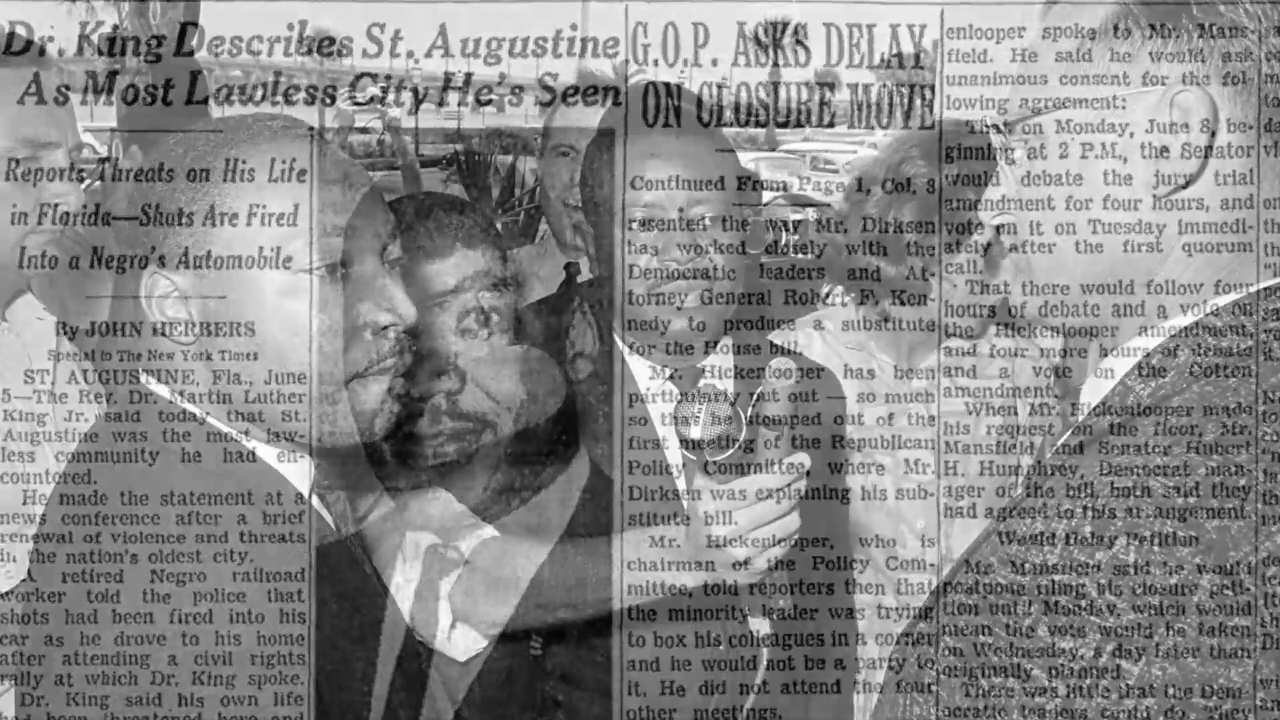 Dr. King Describes St. Augustine
As Most Lawless City He's Seen
Reports Threats on His Life
in Florida—Shots Are Fired
Into a Negro's Automobile
By JOHN HERBERS
Special to The New York Times
ST. AUGUSTINE, Fla., June
5—The Rev. Dr. Martin Luther
King Jr. said today that St.
Augustine was the most law-
less community he had en-
countered.
He made the statement at a
news conference after a brief
renewal of violence and threats
in the nation's oldest city.
A retired Negro railroad
worker told the police that
shots had been fired into his
car as he drove to his home
after attending a civil rights
rally at which Dr. King spoke.
Dr. King said his own life
had been threatened here and
G.O.P. ASKS DELAY
ON CLOSURE MOVE
Continued From Page 1, Col. 8
resented the way Mr. Dirksen
has worked closely with the
Democratic leaders and At-
torney General Robert F. Ken-
nedy to produce a substitute
for the House bill.
Mr. Hickenlooper has been
particularly put out — so much
so that he stomped out of the
first meeting of the Republican
Policy Committee, where Mr.
Dirksen was explaining his sub-
stitute bill.
Mr. Hickenlooper, who is
chairman of the Policy Com-
mittee, told reporters then that
the minority leader was trying
to box his colleagues in a corner
and he would not be a party to
it. He did not attend the four
other meetings.
enlooper spoke to Mr. Mans-
field. He said he would ask
unanimous consent for the fol-
lowing agreement:
That on Monday, June 8, be-
ginning at 2 P.M., the Senator
would debate the jury trial
amendment for four hours, and
vote on it on Tuesday immedi-
ately after the first quorum
call.
That there would follow four
hours of debate and a vote on
the Hickenlooper amendment,
and four more hours of debate
and a vote on the Cotton
amendment.
When Mr. Hickenlooper made
his request on the floor, Mr.
Mansfield and Senator Hubert
H. Humphrey, Democrat man-
ager of the bill, both said they
had agreed to this arrangement.
Would Delay Petition
Mr. Mansfield said he would
postpone filing his closure peti-
tion until Monday, which would
mean the vote would be taken
on Wednesday, a day later than
originally planned.
There was little that the Dem-
ocratic leaders could do. They